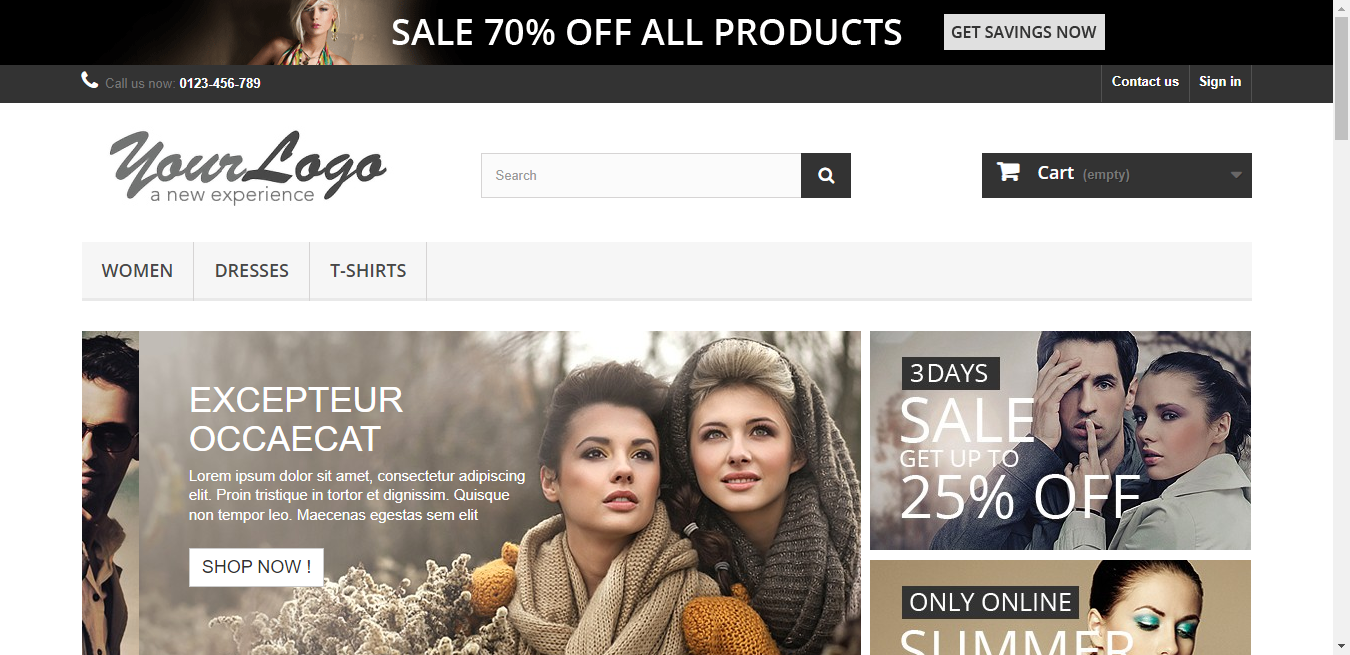 SALE 70% OFF ALL PRODUCTS
GET SAVINGS NOW
Call us now: 0123-456-789
Contact us
Sign in
YourLogo
a new experience
Search
Cart (empty)
WOMEN
DRESSES
T-SHIRTS
EXCEPTEUR
OCCAECAT
Lorem ipsum dolor sit amet, consectetur adipiscing
elit. Proin tristique in tortor et dignissim. Quisque
non tempor leo. Maecenas egestas sem elit
SHOP NOW !
3 DAYS
SALE
GET UP TO
25% OFF
ONLY ONLINE
SUMMER